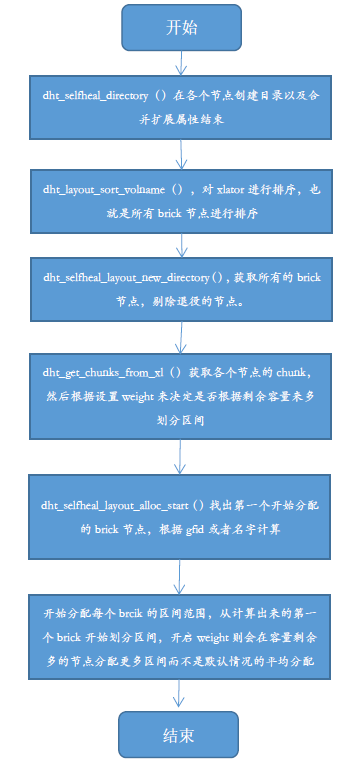 开始
dht_selfheal_directory（）在各个节点创建目录以及合
并扩展属性结束
dht_layout_sort_volname（），对 xlator 进行排序，也
就是所有 brick 节点进行排序
dht_selfheal_layout_new_directory()，获取所有的 brick
节点，剔除退役的节点。
dht_get_chunks_from_xl（）获取各个节点的 chunk，
然后根据设置 weight 来决定是否根据剩余容量来多
划分区间
dht_selfheal_layout_alloc_start()找出第一个开始分配
的 brick 节点，根据 gfid 或者名字计算
开始分配每个 brcik 的区间范围，从计算出来的第一
个 brick 开始划分区间，开启 weight 则会在容量剩余
多的节点分配更多区间而不是默认情况的平均分配
结束